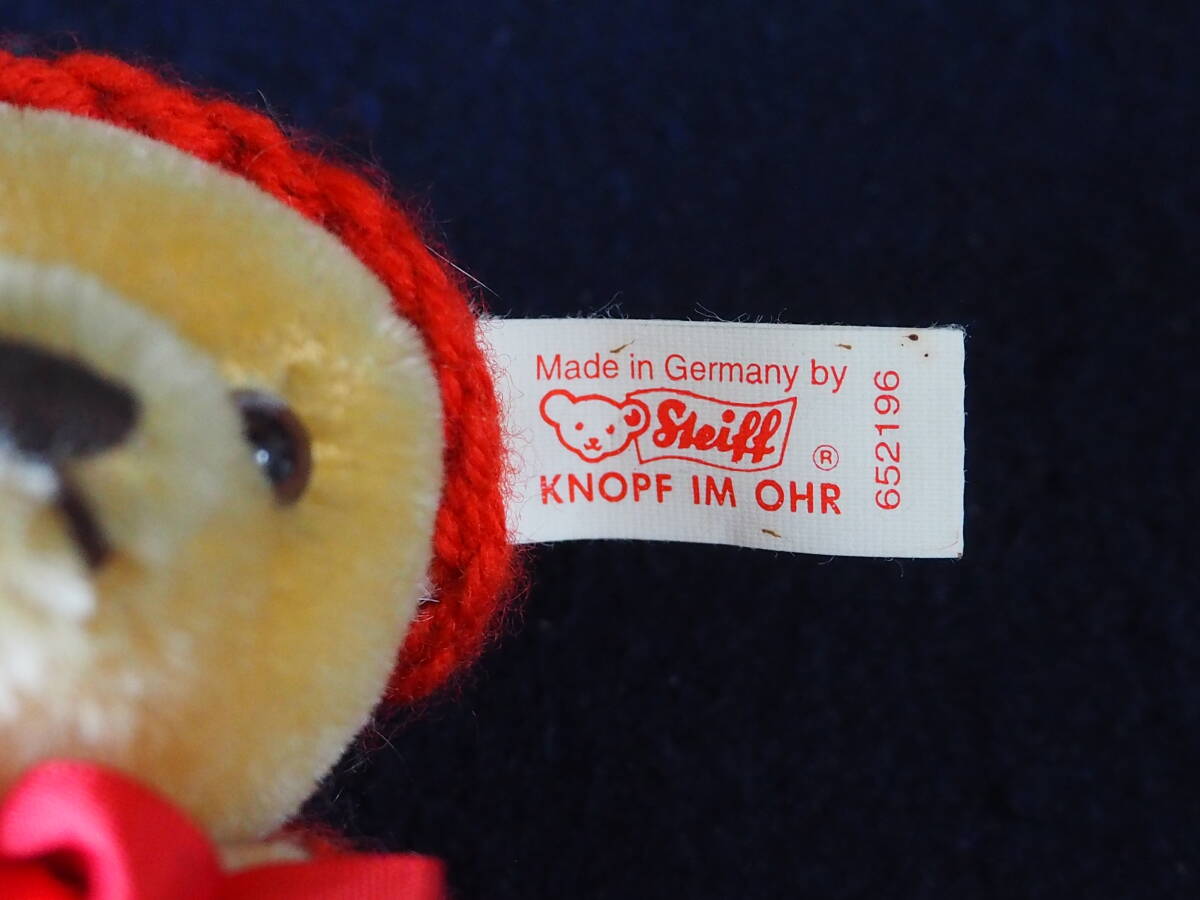 Made in Germany by
Steiff ®
KNOPF IM OHR
652196